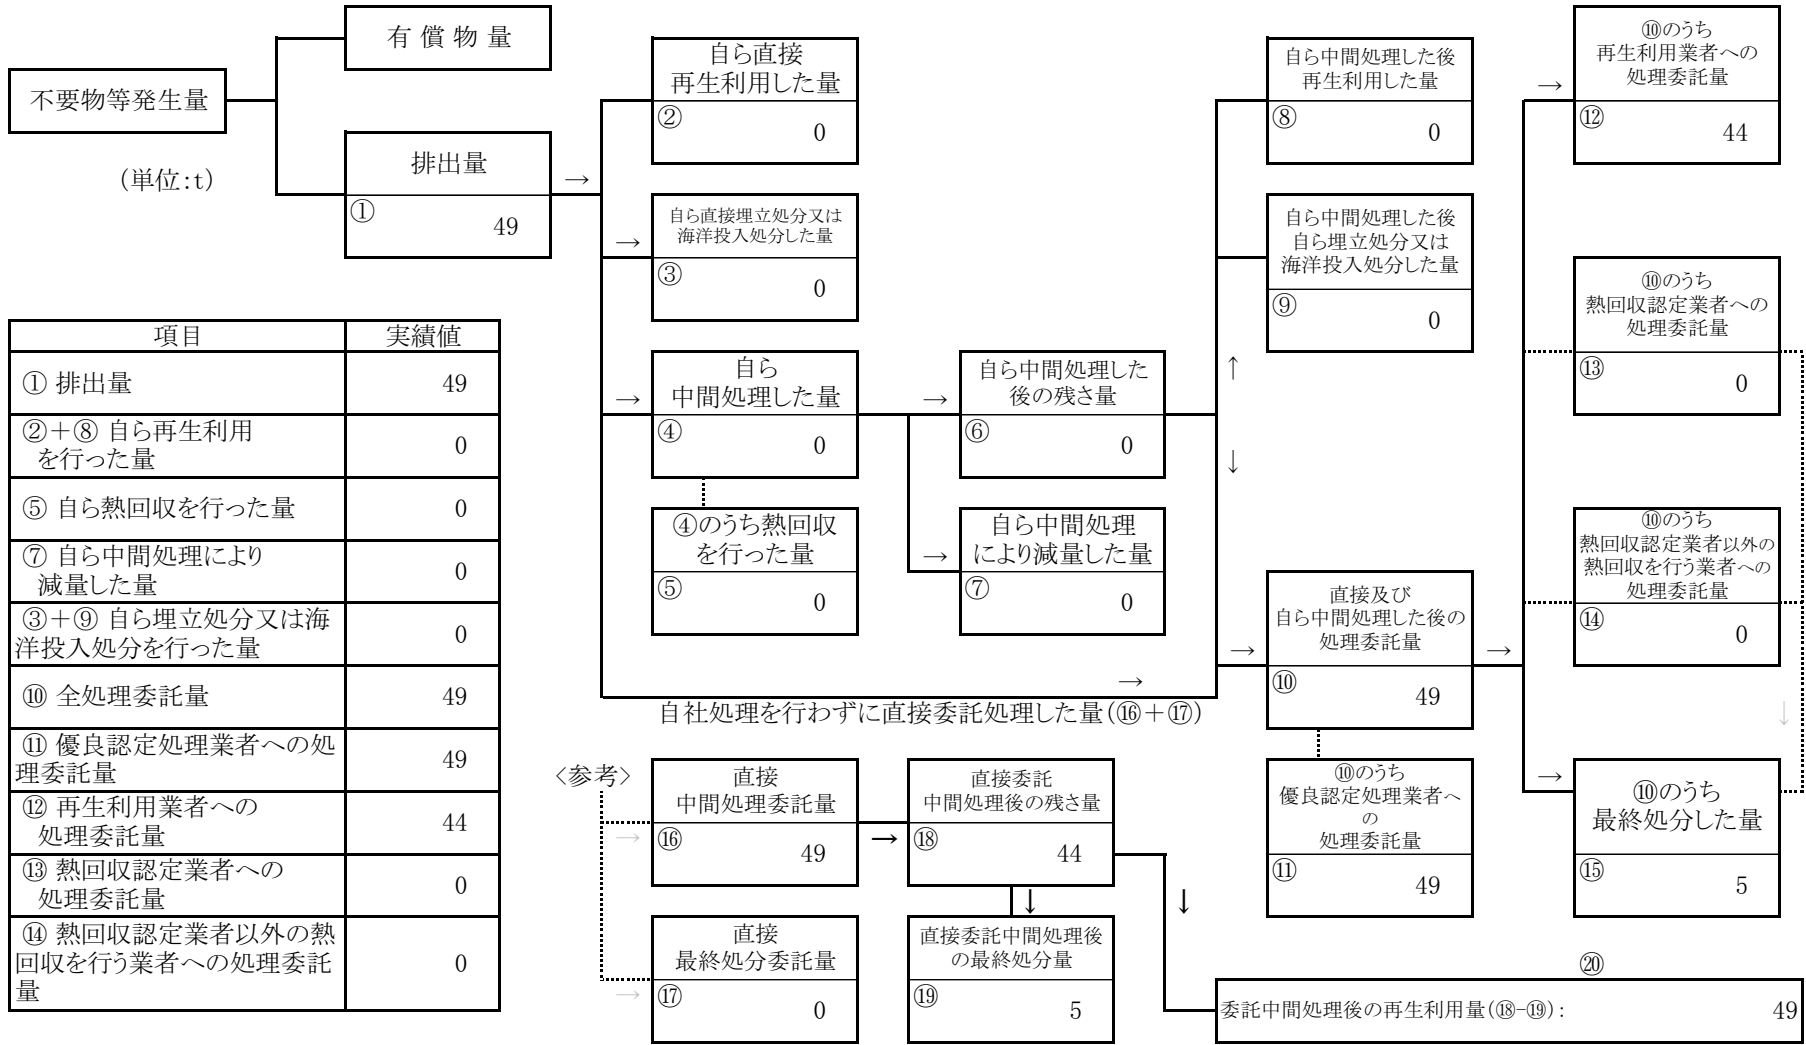 有 償 物 量
不要物等発生量
(単位:t)
排出量
①
49
→
自ら直接
再生利用した量
②
0
→
自ら直接埋立処分又は
海洋投入処分した量
③
0
→
自ら
中間処理した量
④
0
④のうち熱回収
を行った量
⑤
0
→
自ら中間処理した
後の残さ量
⑥
0
→
自ら中間処理
により減量した量
⑦
0
↑
↓
自ら中間処理した後
再生利用した量
⑧
0
自ら中間処理した後
自ら埋立処分又は
海洋投入処分した量
⑨
0
→
自社処理を行わずに直接委託処理した量(⑯+⑰)
→
直接及び
自ら中間処理した後の
処理委託量
⑩
49
⑩のうち
優良認定処理業者へ
の
処理委託量
⑪
49
→
→
⑩のうち
再生利用業者への
処理委託量
⑫
44
⑩のうち
熱回収認定業者への
処理委託量
⑬
0
⑩のうち
熱回収認定業者以外の
熱回収を行う業者への
処理委託量
⑭
0
↓
→
⑩のうち
最終処分した量
⑮
5
項目 実績値
① 排出量 49
②+⑧ 自ら再生利用
を行った量 0
⑤ 自ら熱回収を行った量 0
⑦ 自ら中間処理により
減量した量 0
③+⑨ 自ら埋立処分又は海
洋投入処分を行った量 0
⑩ 全処理委託量 49
⑪ 優良認定処理業者への処
理委託量 49
⑫ 再生利用業者への
処理委託量 44
⑬ 熱回収認定業者への
処理委託量 0
⑭ 熱回収認定業者以外の熱
回収を行う業者への処理委託
量 0
<参考>
→
直接
中間処理委託量
⑯
49
→
直接委託
中間処理後の残さ量
⑱
44
↓
↓
→
直接
最終処分委託量
⑰
0
直接委託中間処理後
の最終処分量
⑲
5
⑳
委託中間処理後の再生利用量(⑱-⑲): 49